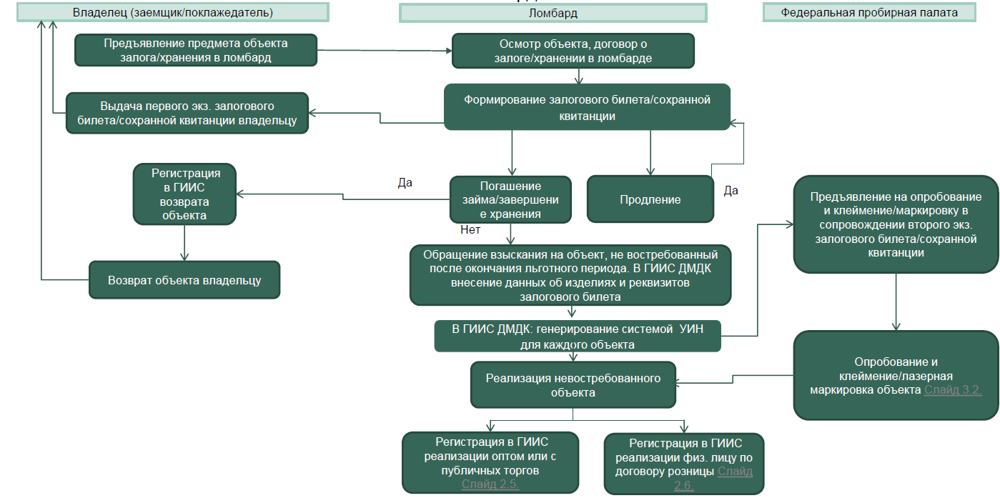 Владелец (заемщик/поклажедатель)
Ломбард
Федеральная пробирная палата
Предъявление предмета объекта
залога/хранения в ломбард
Осмотр объекта, договор о
залоге/хранении в ломбарде
Формирование залогового билета/сохранной
квитанции
Выдача первого экз. залогового
билета/сохранной квитанции владельцу
Регистрация
в ГИИС
возврата
объекта
Да
Погашение
займа/завершени
е хранения
Продление
Да
Предъявление на опробование
и клеймение/маркировку в
сопровождении второго экз.
залогового билета/сохранной
квитанции
Нет
Обращение взыскания на объект, не востребованный
после окончания льготного периода. В ГИИС ДМДК
внесение данных об изделиях и реквизитов
залогового билета
Возврат объекта владельцу
В ГИИС ДМДК: генерирование системой УИН
для каждого объекта
Реализация невостребованного
объекта
Опробование и
клеймение/лазерная
маркировка объекта Слайд 3.2.
Регистрация в ГИИС
реализации оптом или с
публичных торгов
Слайд 2.5.
Регистрация в ГИИС
реализации физ. лицу по
договору розницы Слайд
2.6.